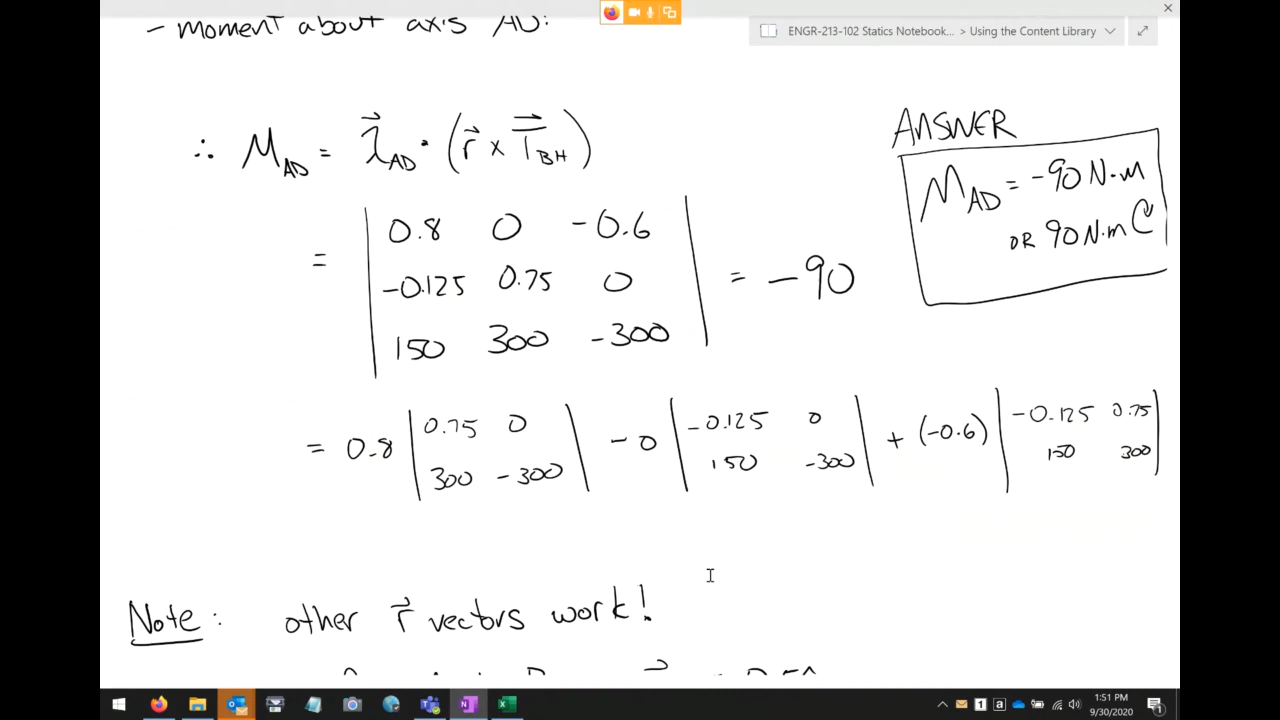 ENGR-213-102 Statics Notebook... > Using the Content Library
- moment about axis AD:
ANSWER
M_AD = -90 N·m
OR 90 N·m
∴ M_AD = λ⃗_AD · (r⃗ × T⃗_BH)
= | 0.8 0 -0.6 | = -90
| -0.125 0.75 0 |
| 150 300 -300 |
= 0.8 | 0.75 0 | - 0 | -0.125 0 | + (-0.6) | -0.125 0.75 |
| 300 -300 | | 150 -300 | | 150 300 |
Note: other r⃗ vectors work!
1:51 PM
9/30/2020